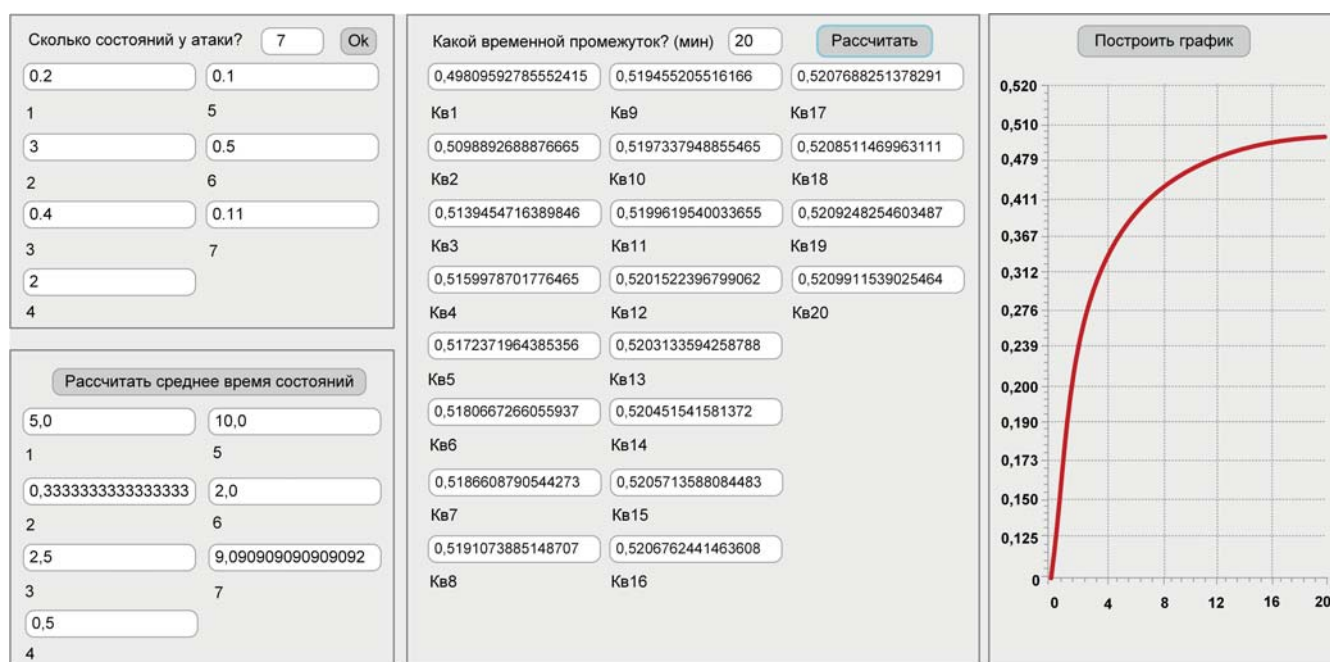 Сколько состояний у атаки? 7 Ok
0.2 0.1
1 5
3 0.5
2 6
0.4 0.11
3 7
2
4
Рассчитать среднее время состояний
5,0 10,0
1 5
0,3333333333333333 2,0
2 6
2,5 9,090909090909092
3 7
0,5
4
Какой временной промежуток? (мин) 20 Рассчитать
0,49809592785552415 0,519455205516166 0,5207688251378291
Кв1 Кв9 Кв17
0,5098892688876665 0,5197337948855465 0,5208511469963111
Кв2 Кв10 Кв18
0,5139454716389846 0,5199619540033655 0,5209248254603487
Кв3 Кв11 Кв19
0,5159978701776465 0,5201522396799062 0,5209911539025464
Кв4 Кв12 Кв20
0,5172371964385356 0,5203133594258788
Кв5 Кв13
0,5180667266055937 0,520451541581372
Кв6 Кв14
0,5186608790544273 0,5205713588084483
Кв7 Кв15
0,5191073885148707 0,5206762441463608
Кв8 Кв16
Построить график
0,520
0,510
0,479
0,411
0,367
0,312
0,276
0,239
0,200
0,190
0,173
0,150
0,125
0
0 4 8 12 16 20